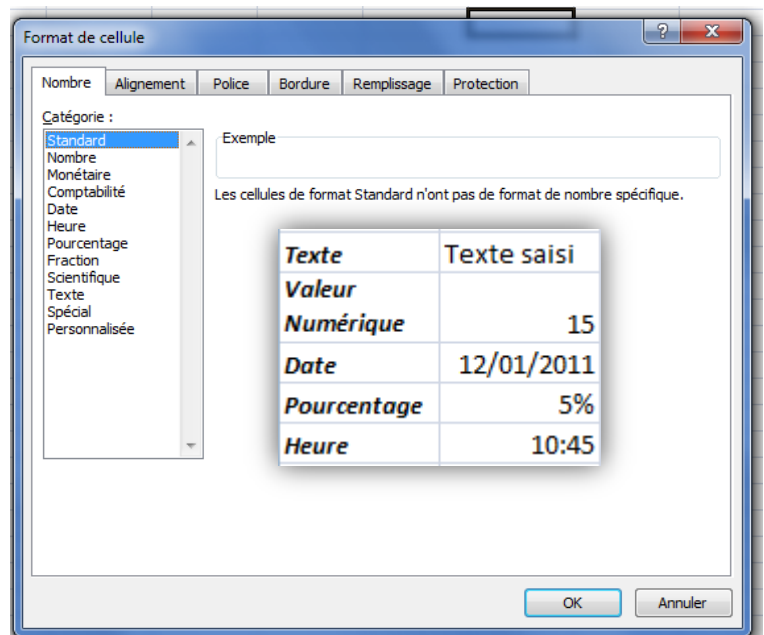 Format de cellule
Nombre Alignement Police Bordure Remplissage Protection
Catégorie :
Standard
Nombre
Monétaire
Comptabilité
Date
Heure
Pourcentage
Fraction
Scientifique
Texte
Spécial
Personnalisée
Exemple
Les cellules de format Standard n'ont pas de format de nombre spécifique.
Texte Texte saisi
Valeur
Numérique 15
Date 12/01/2011
Pourcentage 5%
Heure 10:45
OK Annuler